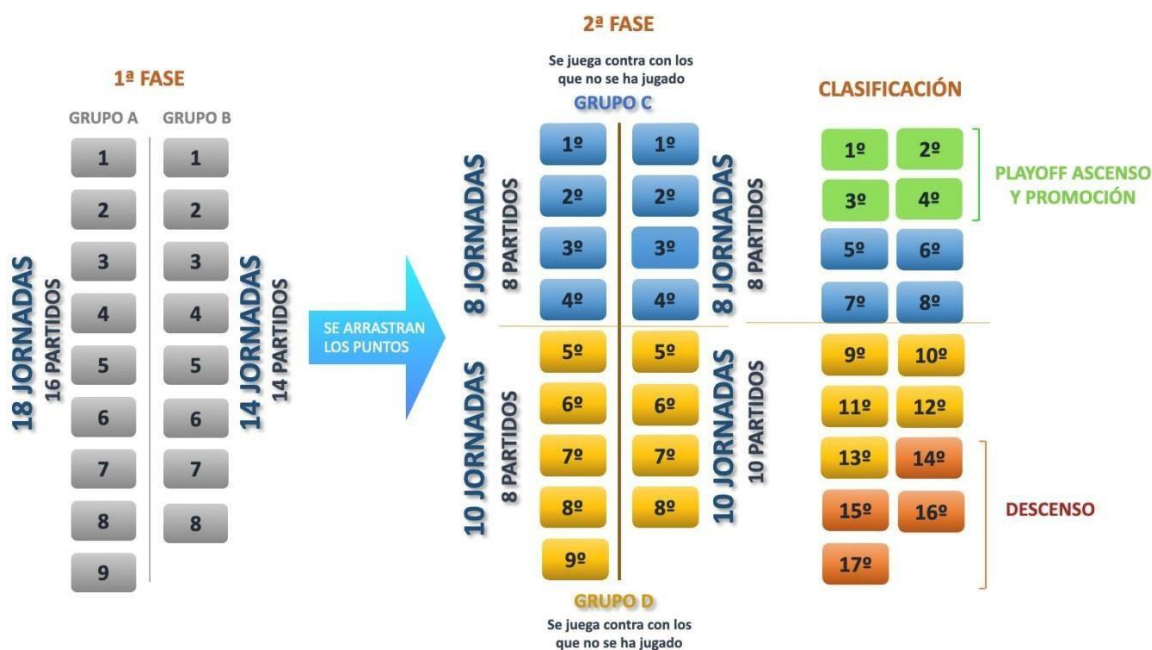 1ª FASE
GRUPO A
GRUPO B
18 JORNADAS
16 PARTIDOS
1
2
3
4
5
6
7
8
9
1
2
3
4
5
6
7
8
14 JORNADAS
14 PARTIDOS
SE ARRASTRAN
LOS PUNTOS
2ª FASE
Se juega contra con los
que no se ha jugado
GRUPO C
8 JORNADAS
8 PARTIDOS
1º
2º
3º
4º
1º
2º
3º
4º
8 JORNADAS
8 PARTIDOS
10 JORNADAS
8 PARTIDOS
5º
6º
7º
8º
9º
5º
6º
7º
8º
10 JORNADAS
10 PARTIDOS
GRUPO D
Se juega contra con los
que no se ha jugado
CLASIFICACIÓN
1º 2º
3º 4º
5º 6º
7º 8º
9º 10º
11º 12º
13º 14º
15º 16º
17º
PLAYOFF ASCENSO
Y PROMOCIÓN
DESCENSO